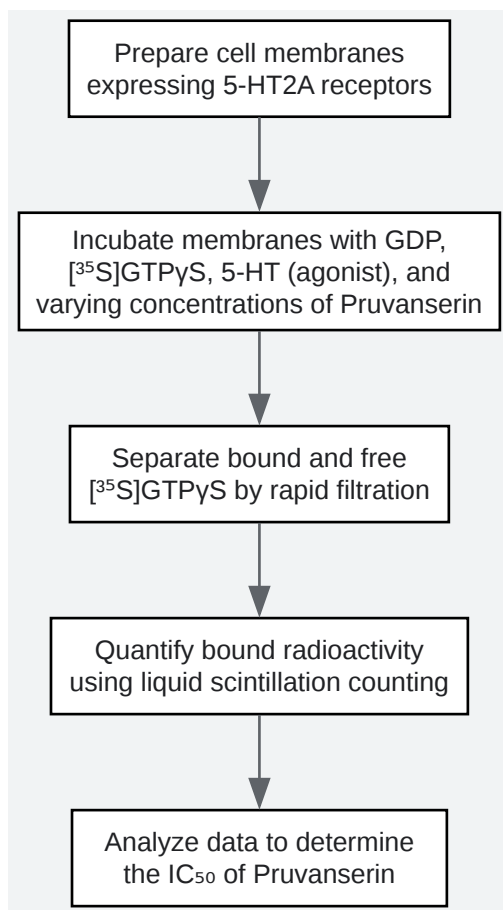 Prepare cell membranes
expressing 5-HT2A receptors
Incubate membranes with GDP,
[³⁵S]GTPγS, 5-HT (agonist), and
varying concentrations of Pruvanserin
Separate bound and free
[³⁵S]GTPγS by rapid filtration
Quantify bound radioactivity
using liquid scintillation counting
Analyze data to determine
the IC₅₀ of Pruvanserin